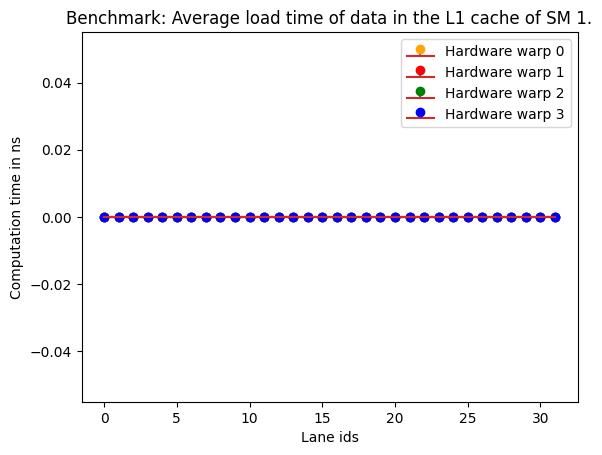 Benchmark: Average load time of data in the L1 cache of SM 1.
Hardware warp 0
Hardware warp 1
Hardware warp 2
Hardware warp 3
0.04
0.02
0.00
−0.02
−0.04
Computation time in ns
0 5 10 15 20 25 30
Lane ids